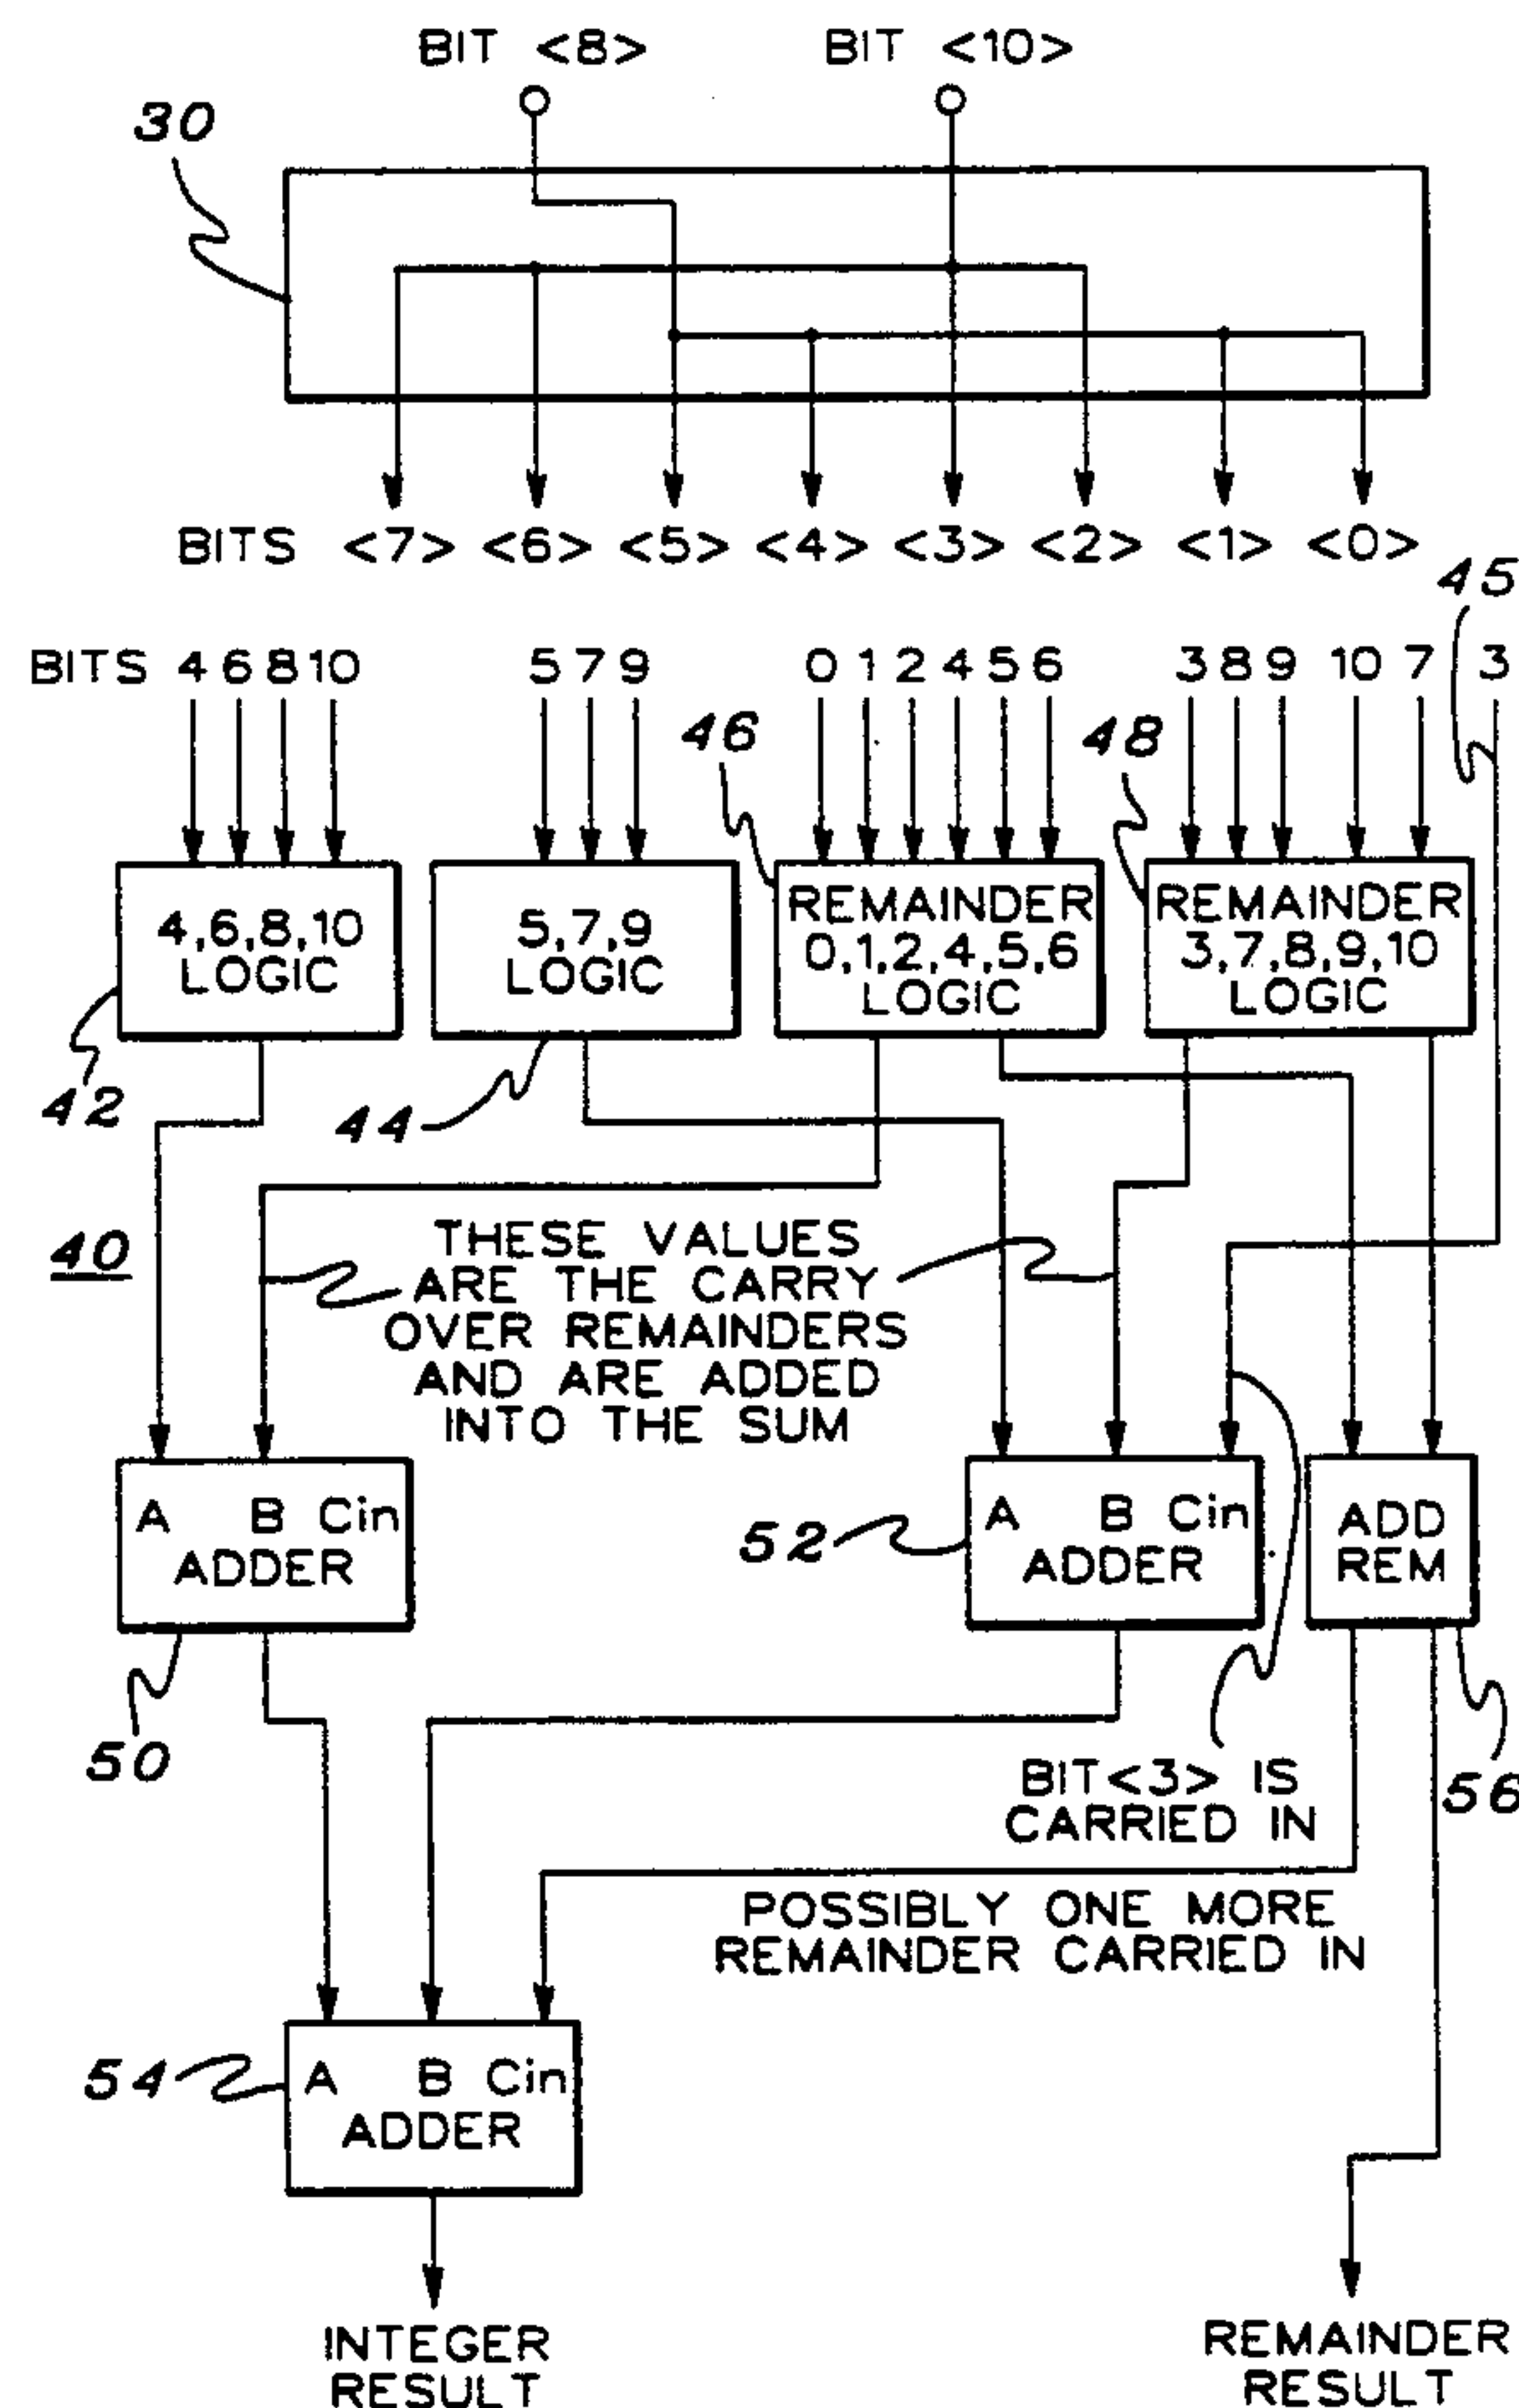 BIT <8> BIT <10>
30
BITS <7> <6> <5> <4> <3> <2> <1> <0>
45
BITS 4 6 8 10 5 7 9 0 1 2 4 5 6 3 8 9 10 7 3
46 48
4,6,8,10
LOGIC
5,7,9
LOGIC
REMAINDER
0,1,2,4,5,6
LOGIC
REMAINDER
3,7,8,9,10
LOGIC
42 44
40
THESE VALUES
ARE THE CARRY
OVER REMAINDERS
AND ARE ADDED
INTO THE SUM
A B Cin
ADDER
52
A B Cin
ADDER
ADD
REM
50
BIT<3> IS
CARRIED IN
56
POSSIBLY ONE MORE
REMAINDER CARRIED IN
54
A B Cin
ADDER
INTEGER
RESULT
REMAINDER
RESULT